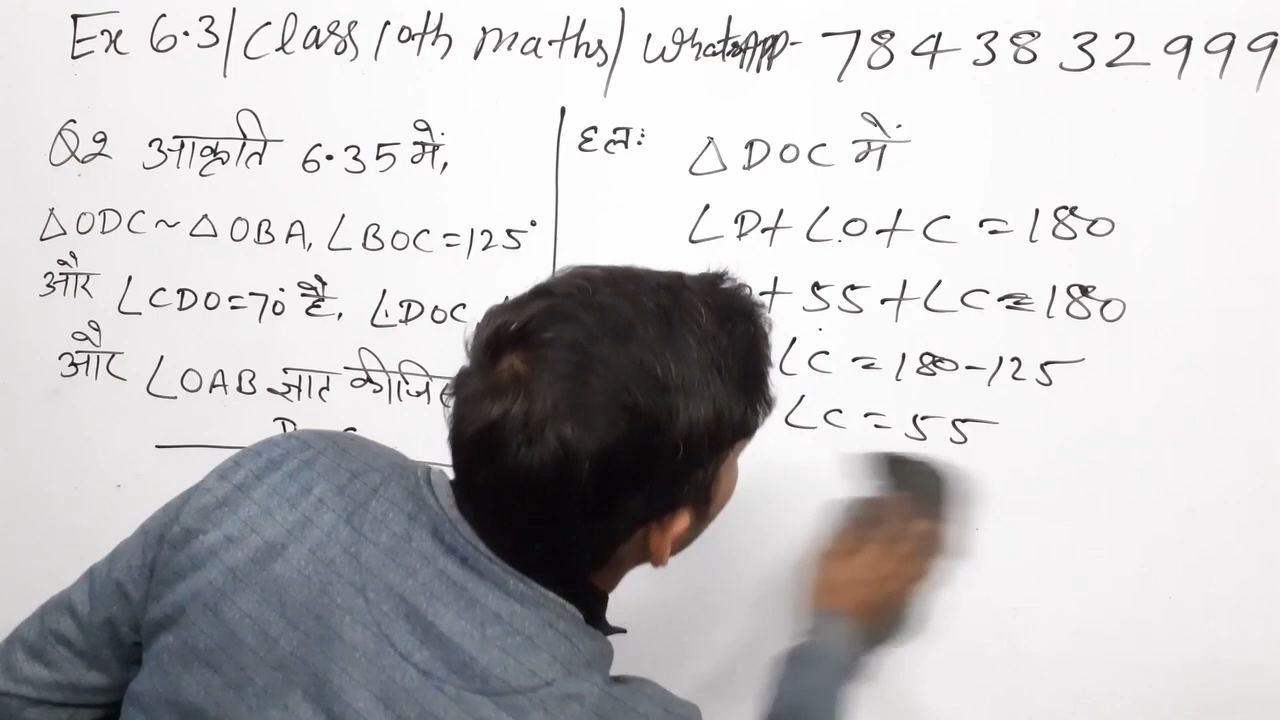 Ex 6.3/Class 10th maths/ WhatsAPP- 7843832999
Q2 आकृति 6.35 में,
△ODC ~ △OBA, ∠BOC=125°
और ∠CDO=70° है, ∠DOC,
और ∠OAB ज्ञात कीजि
हल:
△DOC में
∠D+∠O+C = 180
+ 55 + ∠C = 180
∠C = 180-125
∠C = 55